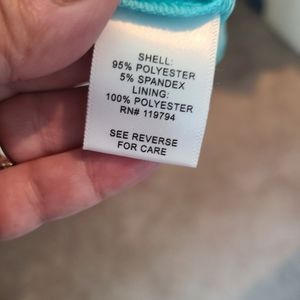 SHELL:
95% POLYESTER
5% SPANDEX
LINING:
100% POLYESTER
RN# 119794
SEE REVERSE
FOR CARE